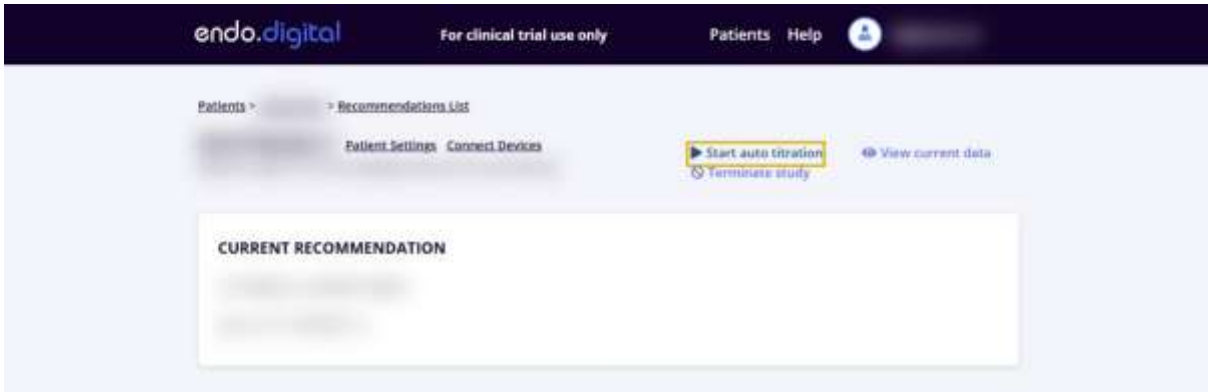 endo.digital For clinical trial use only Patients Help
Patients > > Recommendations List
Patient Settings Connect Devices
Start auto titration View current data
Terminate study
CURRENT RECOMMENDATION